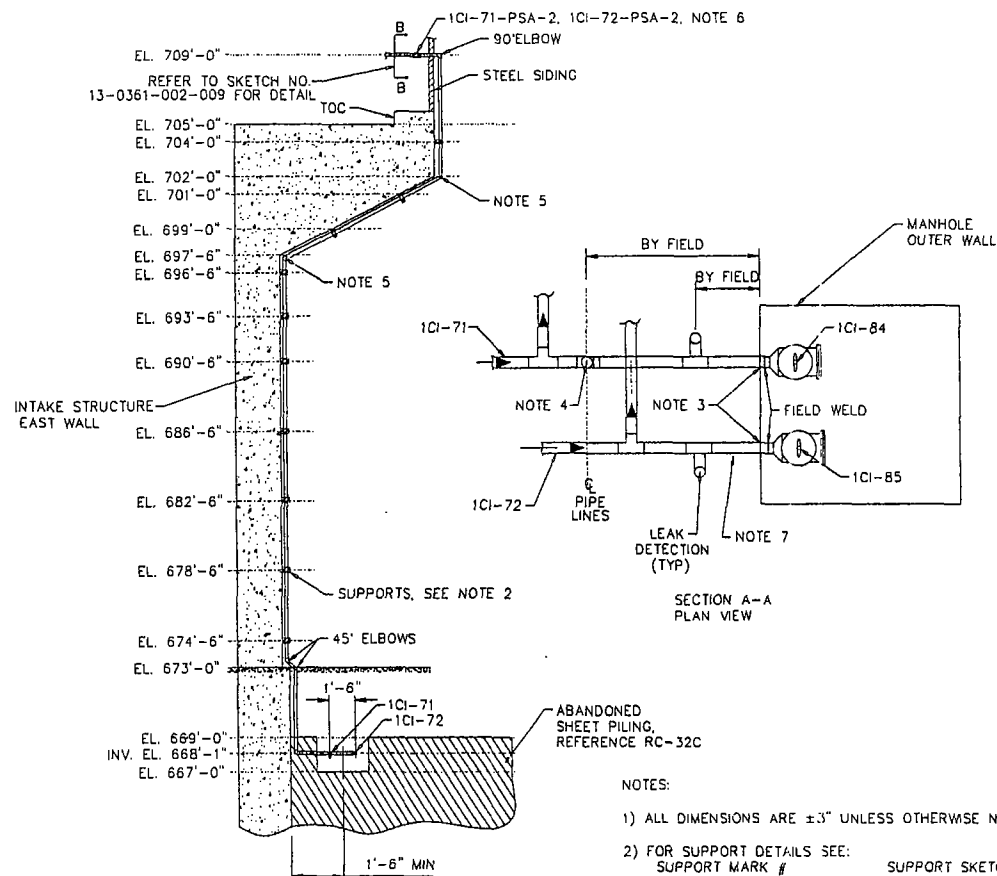 B
1CI-71-PSA-2, 1CI-72-PSA-2, NOTE 6
90°ELBOW
EL. 709'-0"
REFER TO SKETCH NO.
13-0361-002-009 FOR DETAIL
B
STEEL SIDING
TOC
EL. 705'-0"
EL. 704'-0"
EL. 702'-0"
EL. 701'-0"
NOTE 5
EL. 699'-0"
EL. 697'-6"
EL. 696'-6"
NOTE 5
EL. 693'-6"
EL. 690'-6"
INTAKE STRUCTURE
EAST WALL
EL. 686'-6"
EL. 682'-6"
EL. 678'-6"
SUPPORTS, SEE NOTE 2
EL. 674'-6"
45° ELBOWS
EL. 673'-0"
1'-6"
1CI-71
1CI-72
EL. 669'-0"
INV. EL. 668'-1"
EL. 667'-0"
1'-6" MIN
ABANDONED
SHEET PILING,
REFERENCE RC-32C
MANHOLE
OUTER WALL
BY FIELD
BY FIELD
1CI-71
1CI-84
NOTE 4
NOTE 3
FIELD WELD
1CI-72
1CI-85
℄
PIPE
LINES
LEAK
DETECTION
(TYP)
NOTE 7
SECTION A-A
PLAN VIEW
NOTES:
1) ALL DIMENSIONS ARE ±3" UNLESS OTHERWISE N
2) FOR SUPPORT DETAILS SEE:
SUPPORT MARK # SUPPORT SKETC